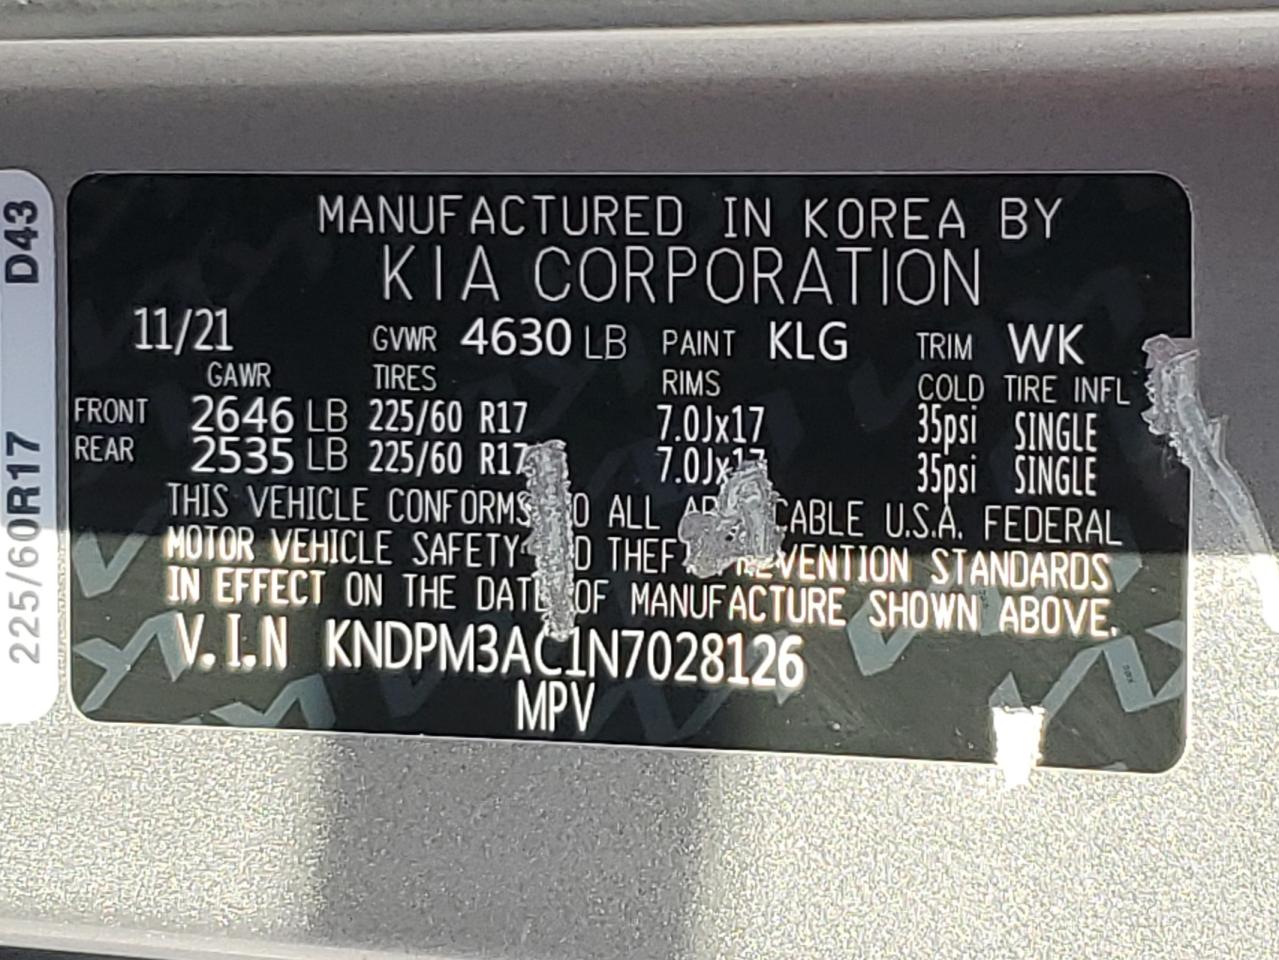 MANUFACTURED IN KOREA BY
KIA CORPORATION
11/21 GVWR 4630 LB PAINT KLG TRIM WK
GAWR TIRES RIMS COLD TIRE INFL
FRONT 2646 LB 225/60 R17 7.0Jx17 35psi SINGLE
REAR 2535 LB 225/60 R17 7.0Jx17 35psi SINGLE
THIS VEHICLE CONFORMS ALL U.S.A. FEDERAL
MOTOR VEHICLE SAFETY STANDARDS
IN EFFECT ON THE DATE OF MANUFACTURE SHOWN ABOVE.
V.I.N KNDPM3AC1N7028126
MPV
225/60R17 D43